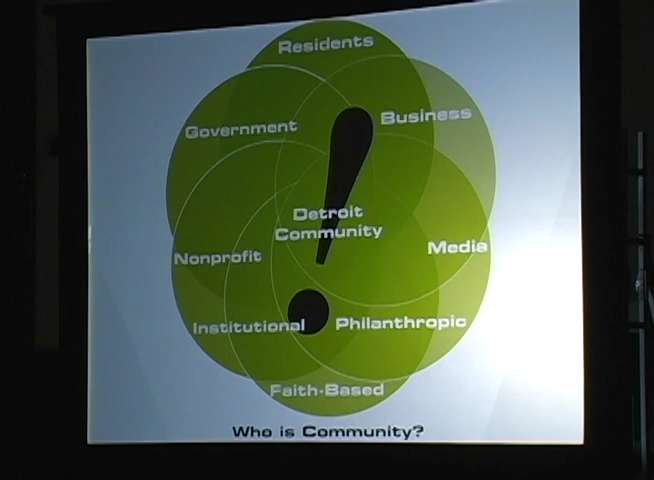 Residents
Government
Business
Detroit
Community
Nonprofit
Media
Institutional
Philanthropic
Faith-Based
Who is Community?